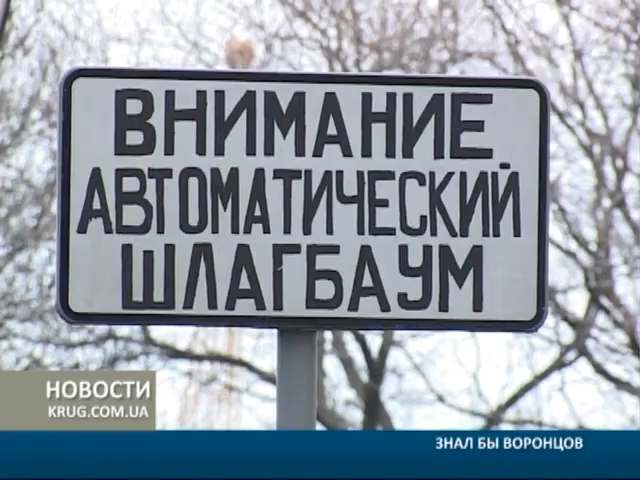 ВНИМАНИЕ
АВТОМАТИЧЕСКИЙ
ШЛАГБАУМ
НОВОСТИ
KRUG.COM.UA
ЗНАЛ БЫ ВОРОНЦОВ